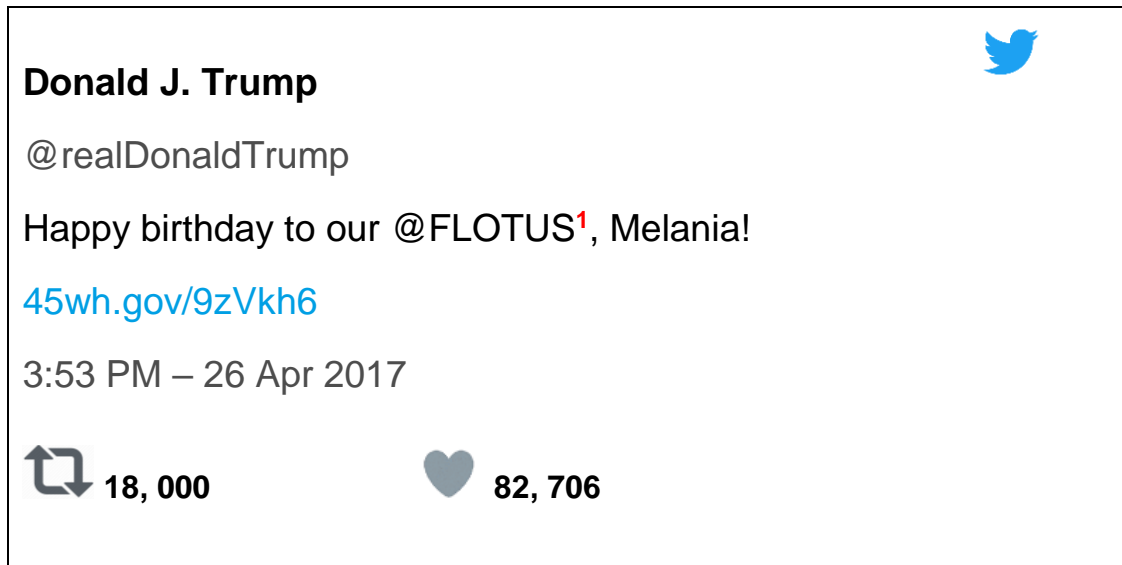 Donald J. Trump
@realDonaldTrump
Happy birthday to our @FLOTUS¹, Melania!
45wh.gov/9zVkh6
3:53 PM – 26 Apr 2017
18, 000 82, 706